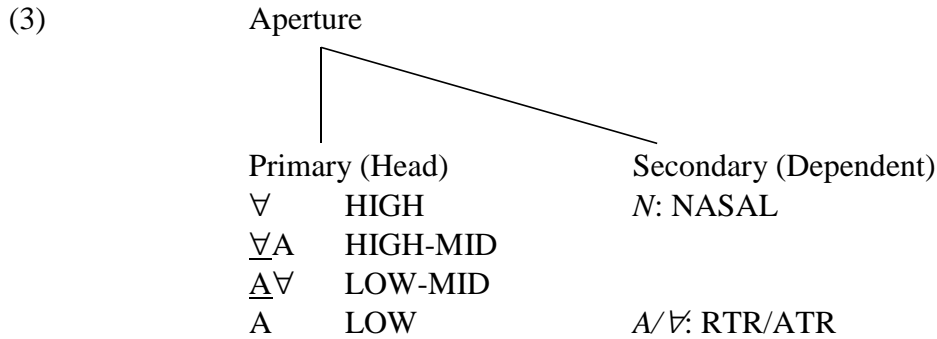 (3) Aperture
Primary (Head) Secondary (Dependent)
∀ HIGH N: NASAL
∀A HIGH-MID
A∀ LOW-MID
A LOW A/∀: RTR/ATR